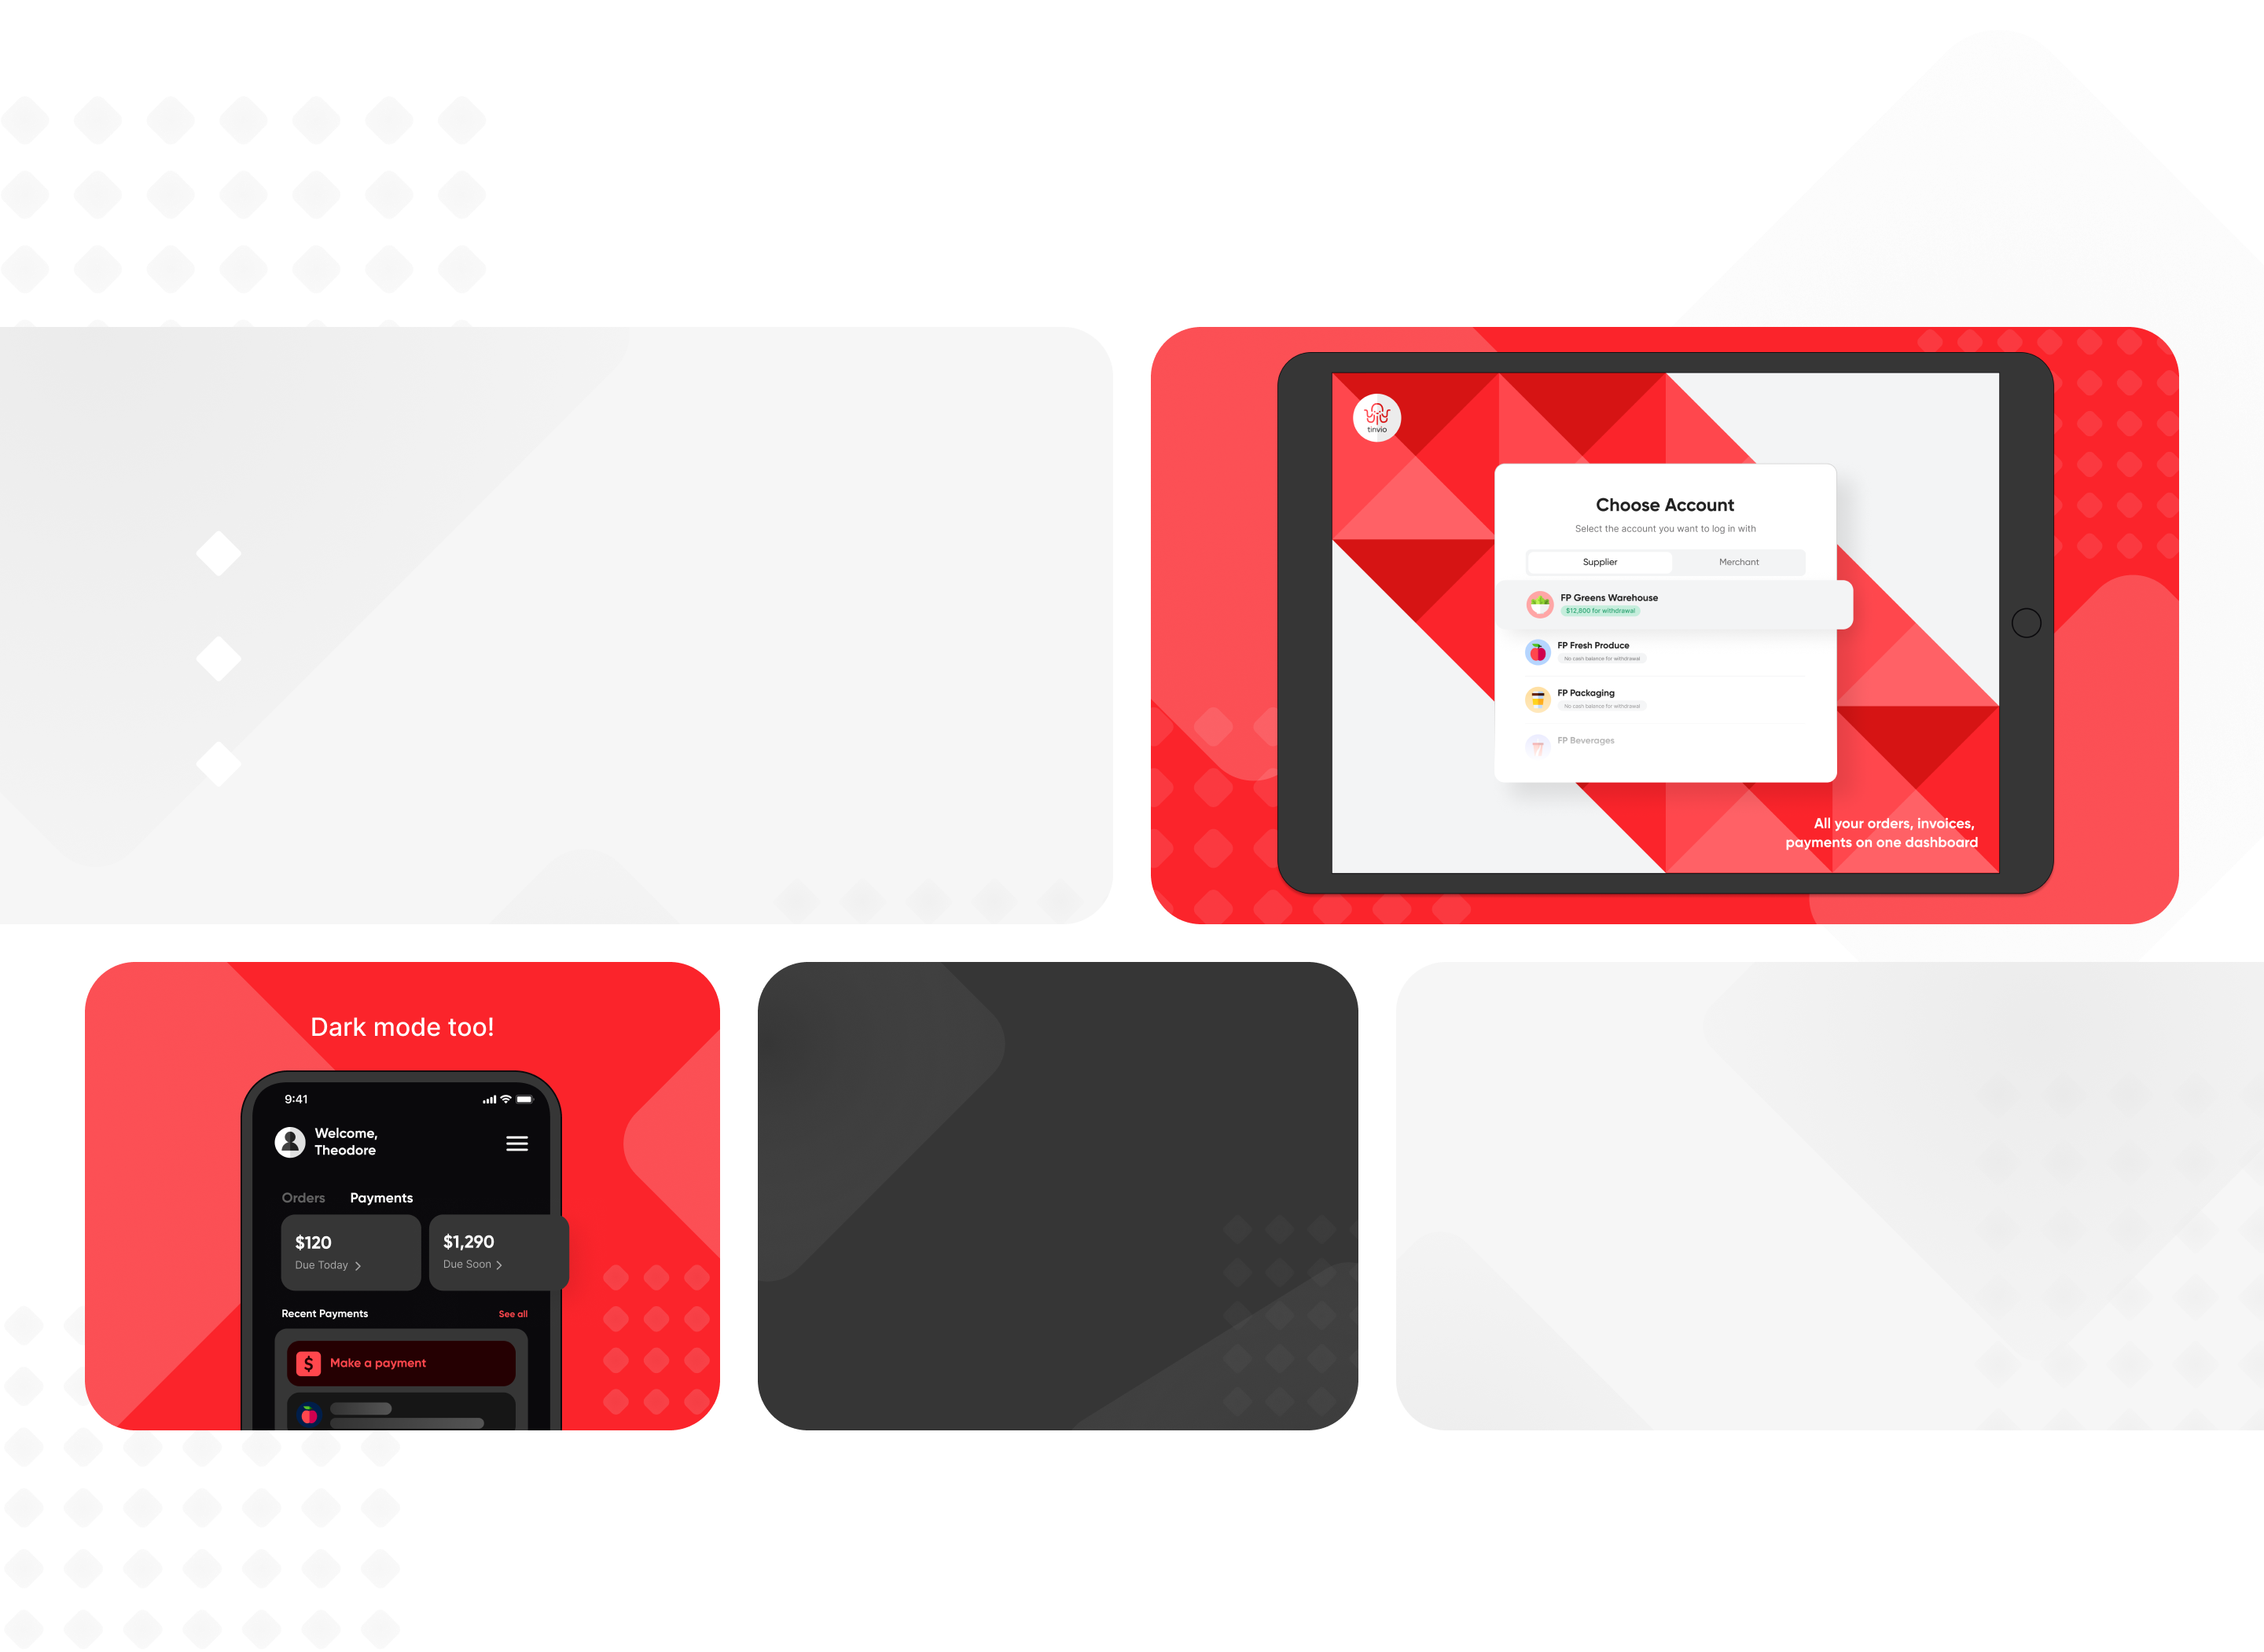 tinvio
Choose Account
Select the account you want to log in with
Supplier
Merchant
FP Greens Warehouse
$12,800 for withdrawal
FP Fresh Produce
No cash balance for withdrawal
FP Packaging
No cash balance for withdrawal
FP Beverages
All your orders, invoices,
payments on one dashboard
Dark mode too!
9:41
Welcome,
Theodore
Orders
Payments
$120
Due Today
$1,290
Due Soon
Recent Payments
See all
$
Make a payment